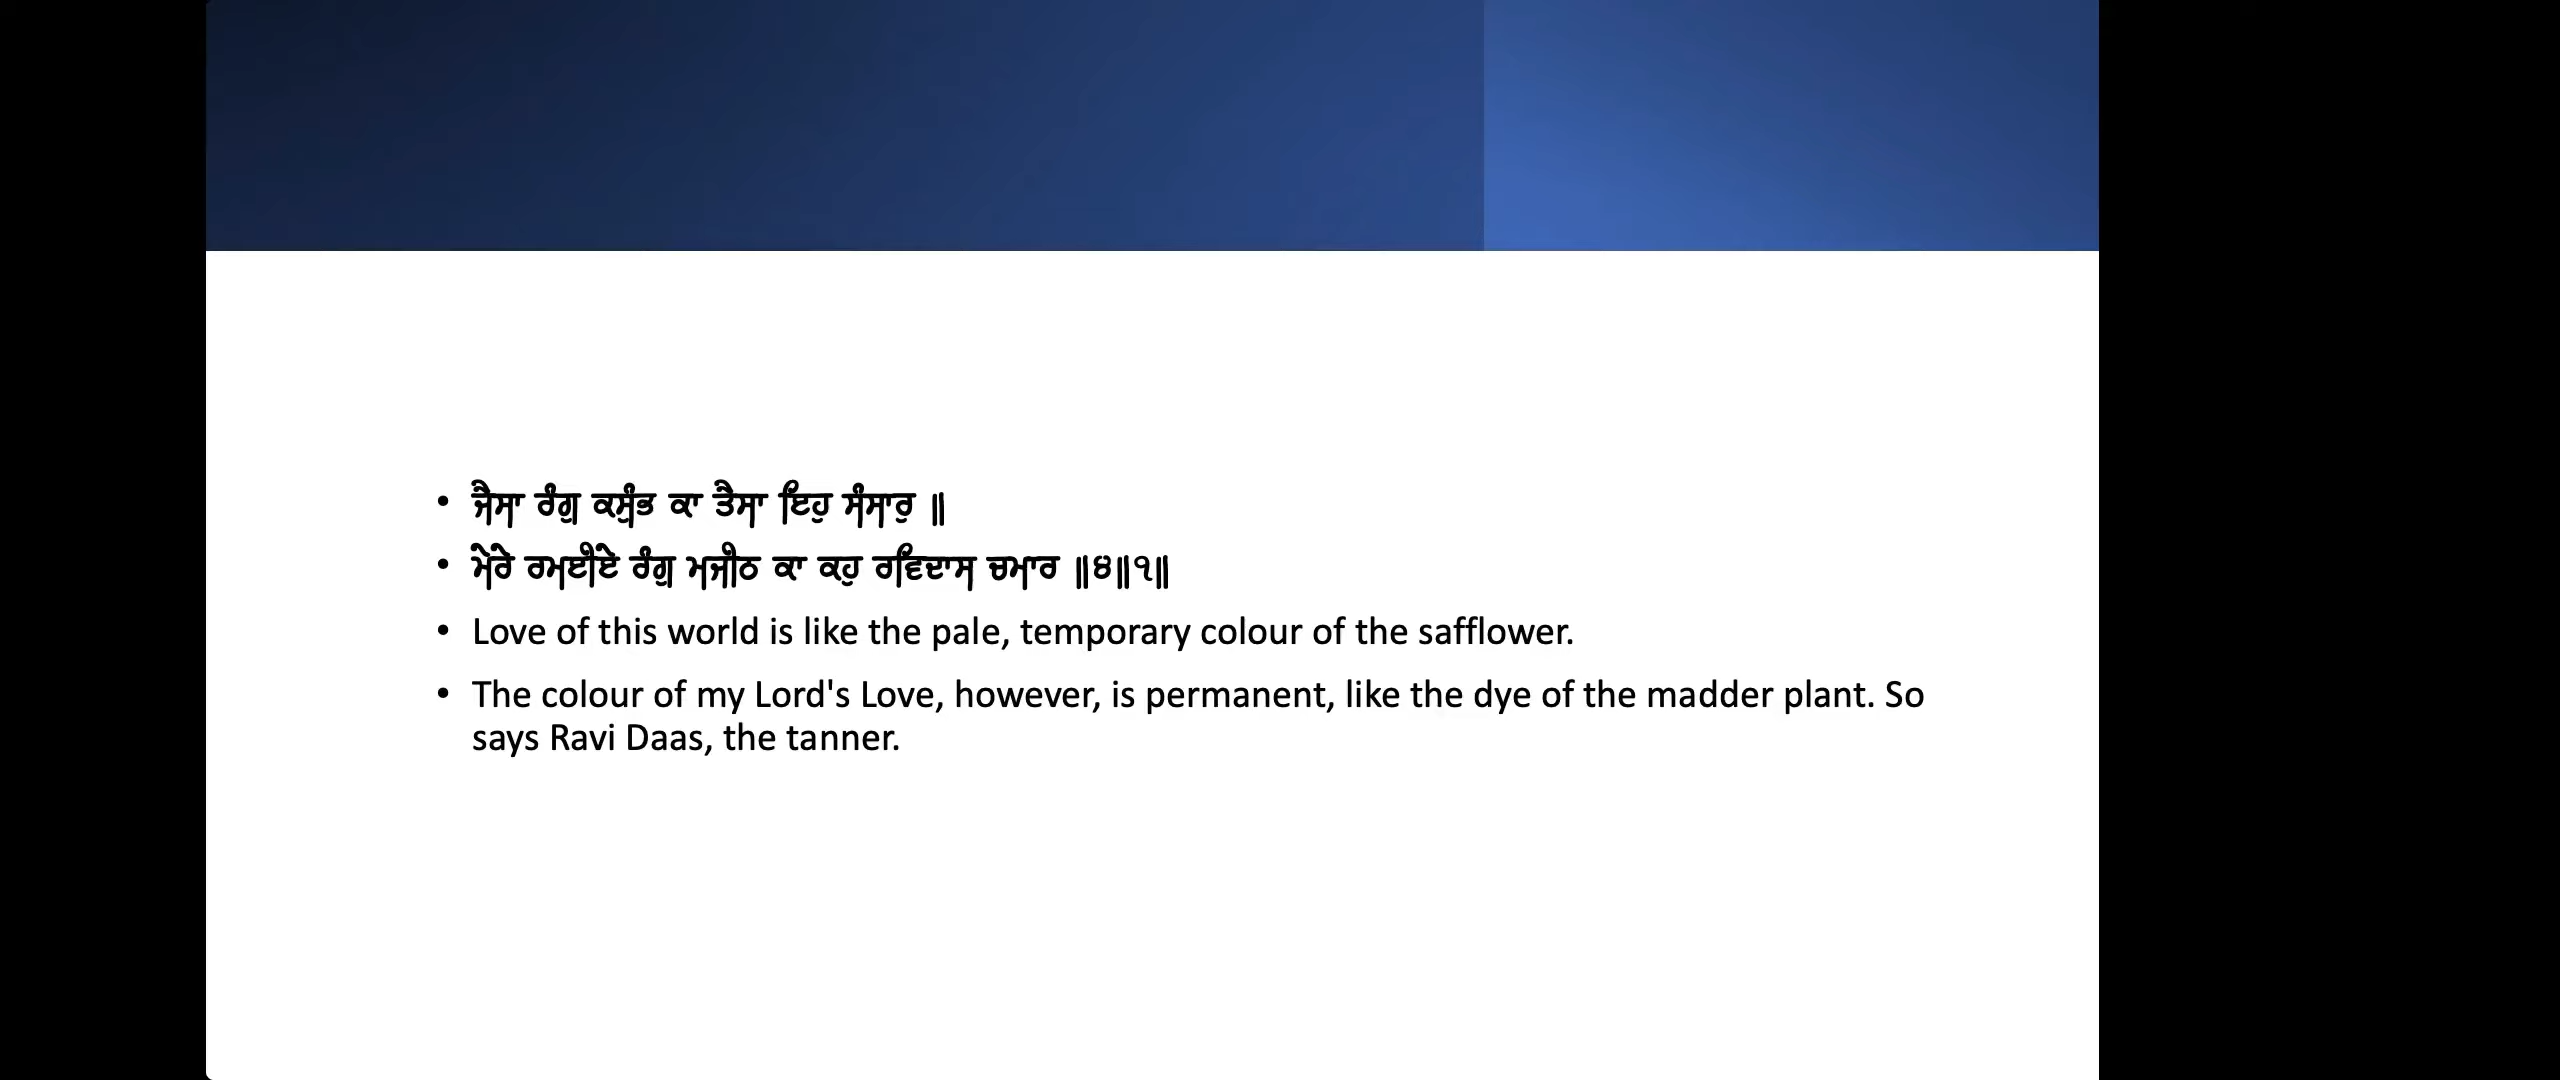 • ਜੈਸਾ ਰੰਗੁ ਕਸੁੰਭ ਕਾ ਤੈਸਾ ਇਹੁ ਸੰਸਾਰੁ ॥
• ਮੇਰੇ ਰਮਈਏ ਰੰਗੁ ਮਜੀਠ ਕਾ ਕਹੁ ਰਵਿਦਾਸ ਚਮਾਰ ॥੪॥੧॥
• Love of this world is like the pale, temporary colour of the safflower.
• The colour of my Lord's Love, however, is permanent, like the dye of the madder plant. So
says Ravi Daas, the tanner.